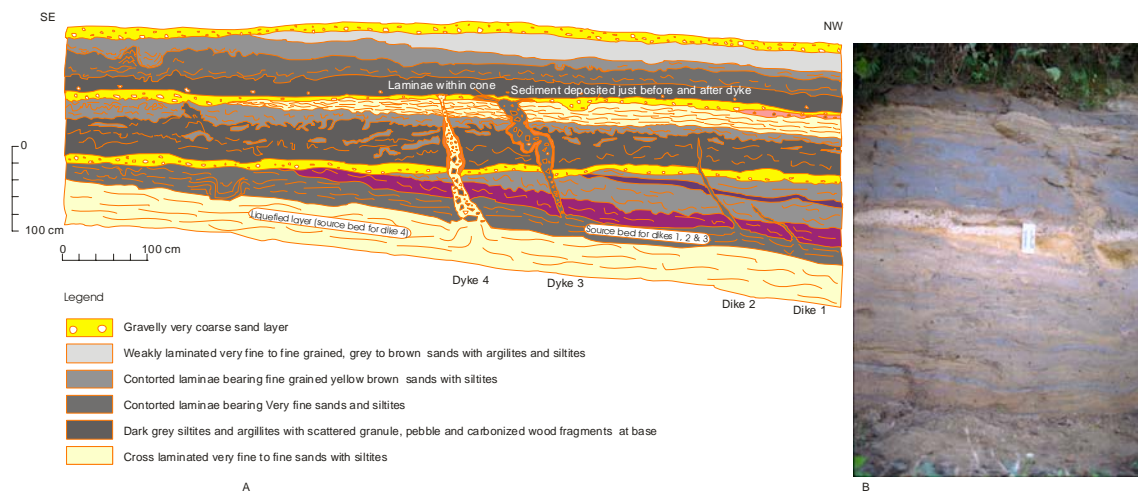 SE
NW
Laminae within cone
Sediment deposited just before and after dyke
0
100 cm
0
100 cm
Liquefied layer (source bed for dike 4)
Source bed for dikes 1, 2 & 3
Dyke 4
Dyke 3
Dike 2
Dike 1
Legend
Gravelly very coarse sand layer
Weakly laminated very fine to fine grained, grey to brown sands with argilites and siltites
Contorted laminae bearing fine grained yellow brown sands with siltites
Contorted laminae bearing Very fine sands and siltites
Dark grey siltites and argillites with scattered granule, pebble and carbonized wood fragments at base
Cross laminated very fine to fine sands with siltites
A
B